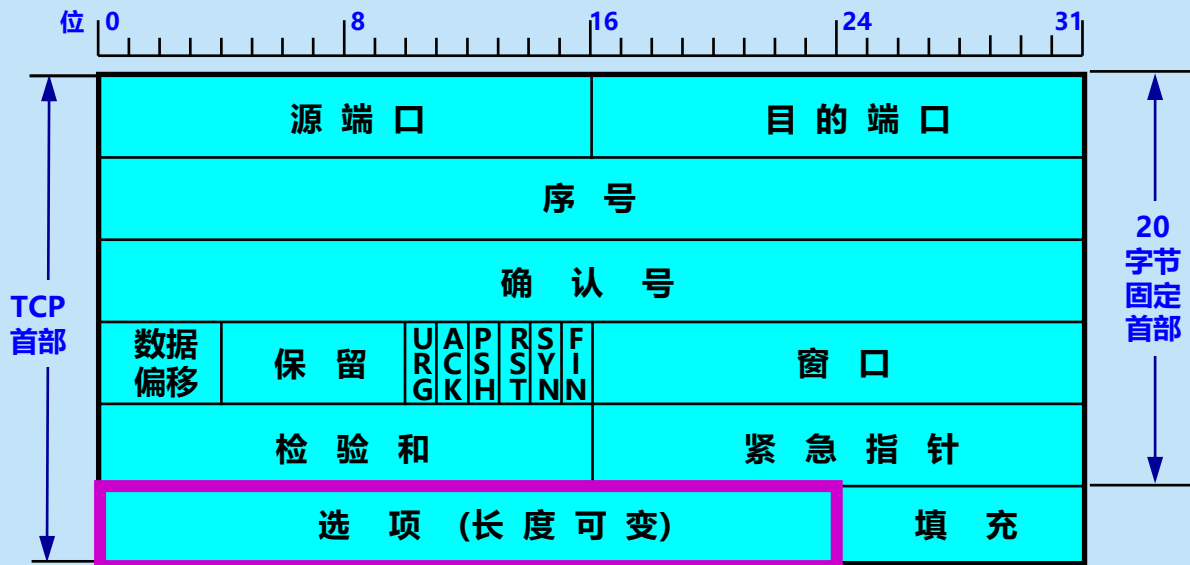 位 0 8 16 24 31
源 端 口 目 的 端 口
序 号
确 认 号
TCP
首部
20
字节
固定
首部
数据
偏移
保 留
URG
ACK
PSH
RST
SYN
FIN
窗 口
检 验 和 紧 急 指 针
选 项 (长 度 可 变) 填 充